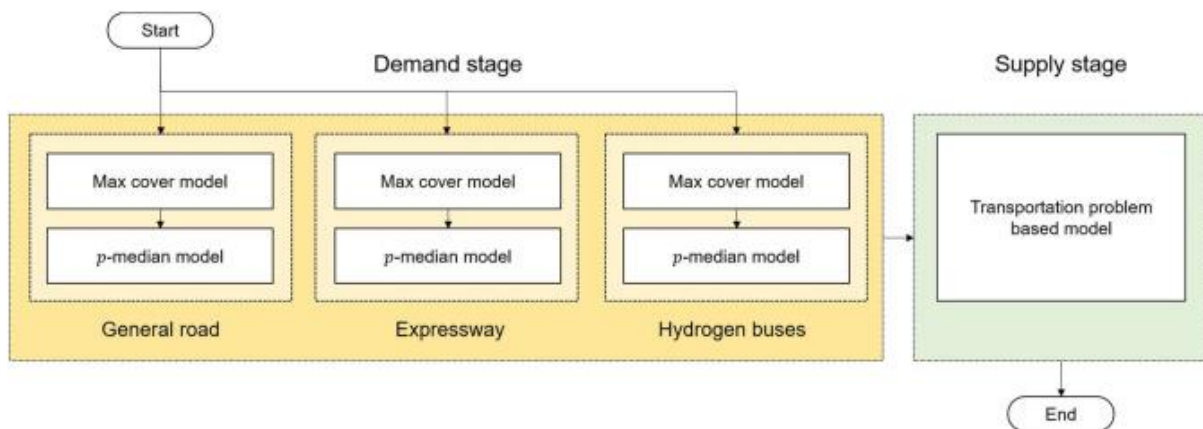 Start
Demand stage
Supply stage
Max cover model
Max cover model
Max cover model
Transportation problem
based model
p-median model
p-median model
p-median model
General road
Expressway
Hydrogen buses
End